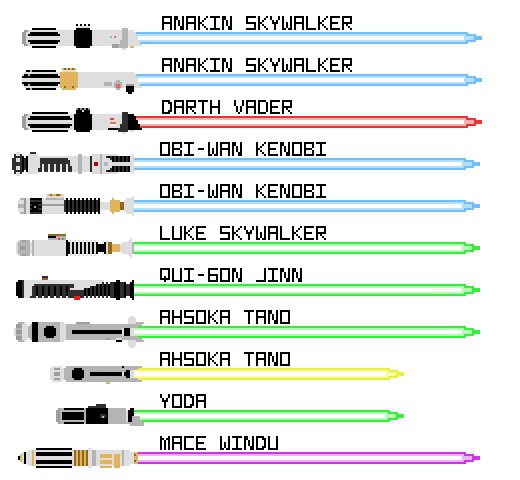 ANAKIN SKYWALKER
ANAKIN SKYWALKER
DARTH VADER
OBI-WAN KENOBI
OBI-WAN KENOBI
LUKE SKYWALKER
QUI-GON JINN
AHSOKA TANO
AHSOKA TANO
YODA
MACE WINDU